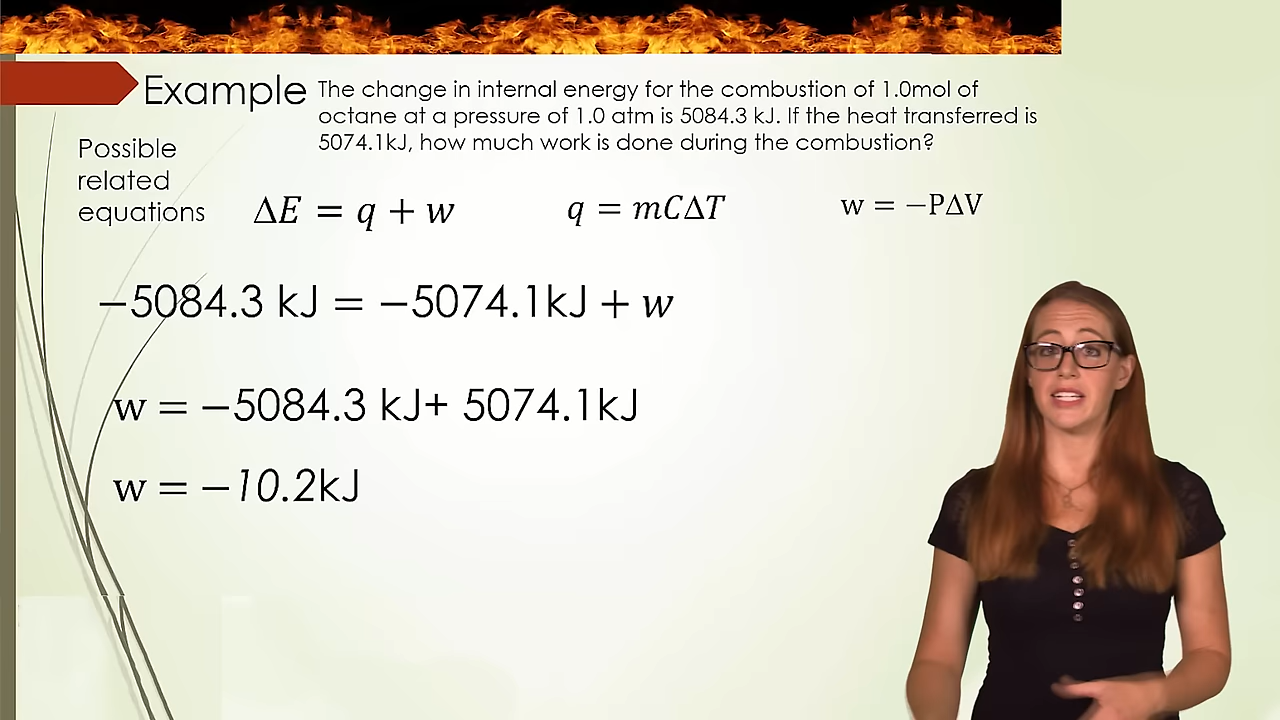 Example
The change in internal energy for the combustion of 1.0mol of
octane at a pressure of 1.0 atm is 5084.3 kJ. If the heat transferred is
5074.1kJ, how much work is done during the combustion?
Possible
related
equations
ΔE = q + w
q = mCΔT
w = −PΔV
−5084.3 kJ = −5074.1kJ + w
w = −5084.3 kJ+ 5074.1kJ
w = −10.2kJ